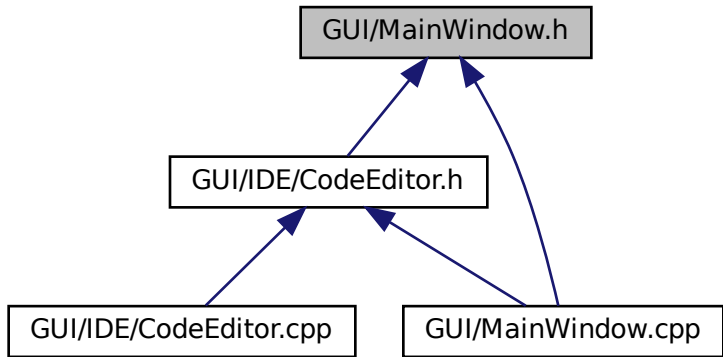 GUI/MainWindow.h
GUI/IDE/CodeEditor.h
GUI/IDE/CodeEditor.cpp
GUI/MainWindow.cpp